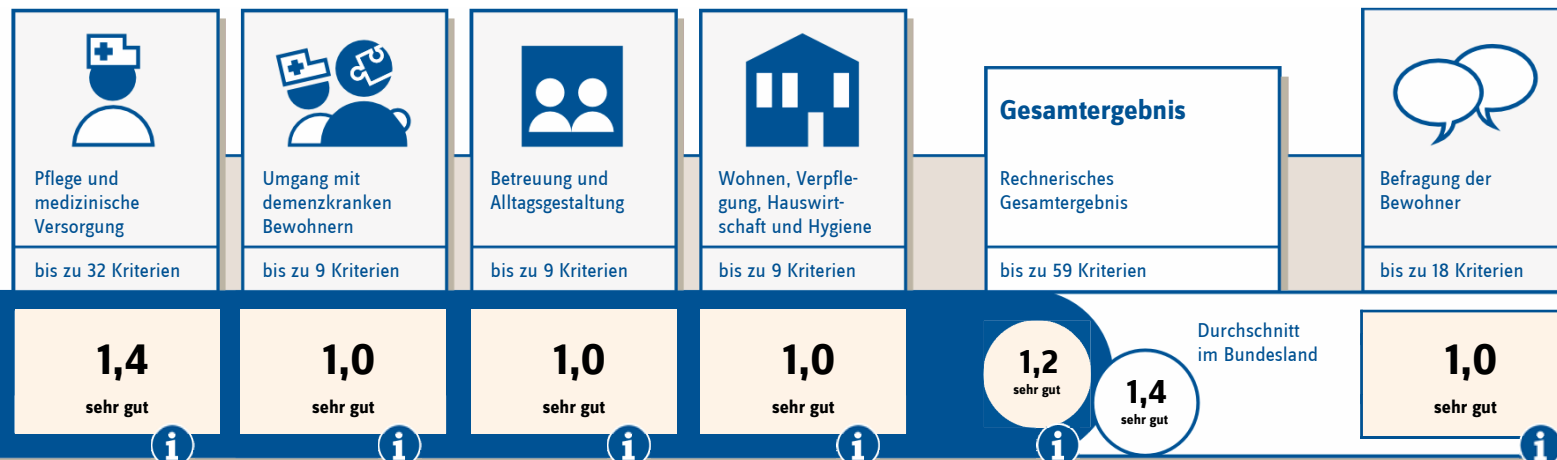 Pflege und
medizinische
Versorgung
bis zu 32 Kriterien
1,4
sehr gut
i
Umgang mit
demenzkranken
Bewohnern
bis zu 9 Kriterien
1,0
sehr gut
i
Betreuung und
Alltagsgestaltung
bis zu 9 Kriterien
1,0
sehr gut
i
Wohnen, Verpfle-
gung, Hauswirt-
schaft und Hygiene
bis zu 9 Kriterien
1,0
sehr gut
i
Gesamtergebnis
Rechnerisches
Gesamtergebnis
bis zu 59 Kriterien
1,2
sehr gut
i
Durchschnitt
im Bundesland
1,4
sehr gut
Befragung der
Bewohner
bis zu 18 Kriterien
1,0
sehr gut
i